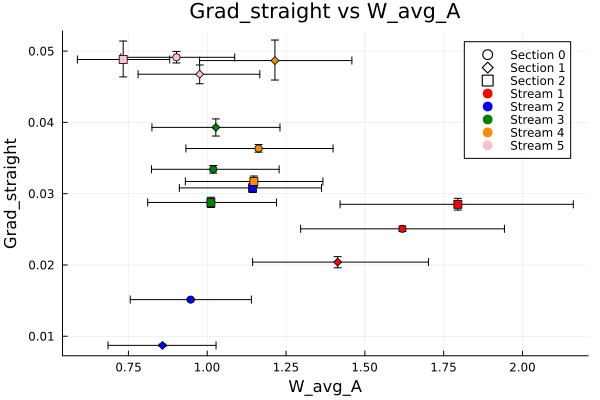 Grad_straight vs W_avg_A
Section 0
Section 1
Section 2
Stream 1
Stream 2
Stream 3
Stream 4
Stream 5
Grad_straight
0.05
0.04
0.03
0.02
0.01
0.75
1.00
1.25
1.50
1.75
2.00
W_avg_A